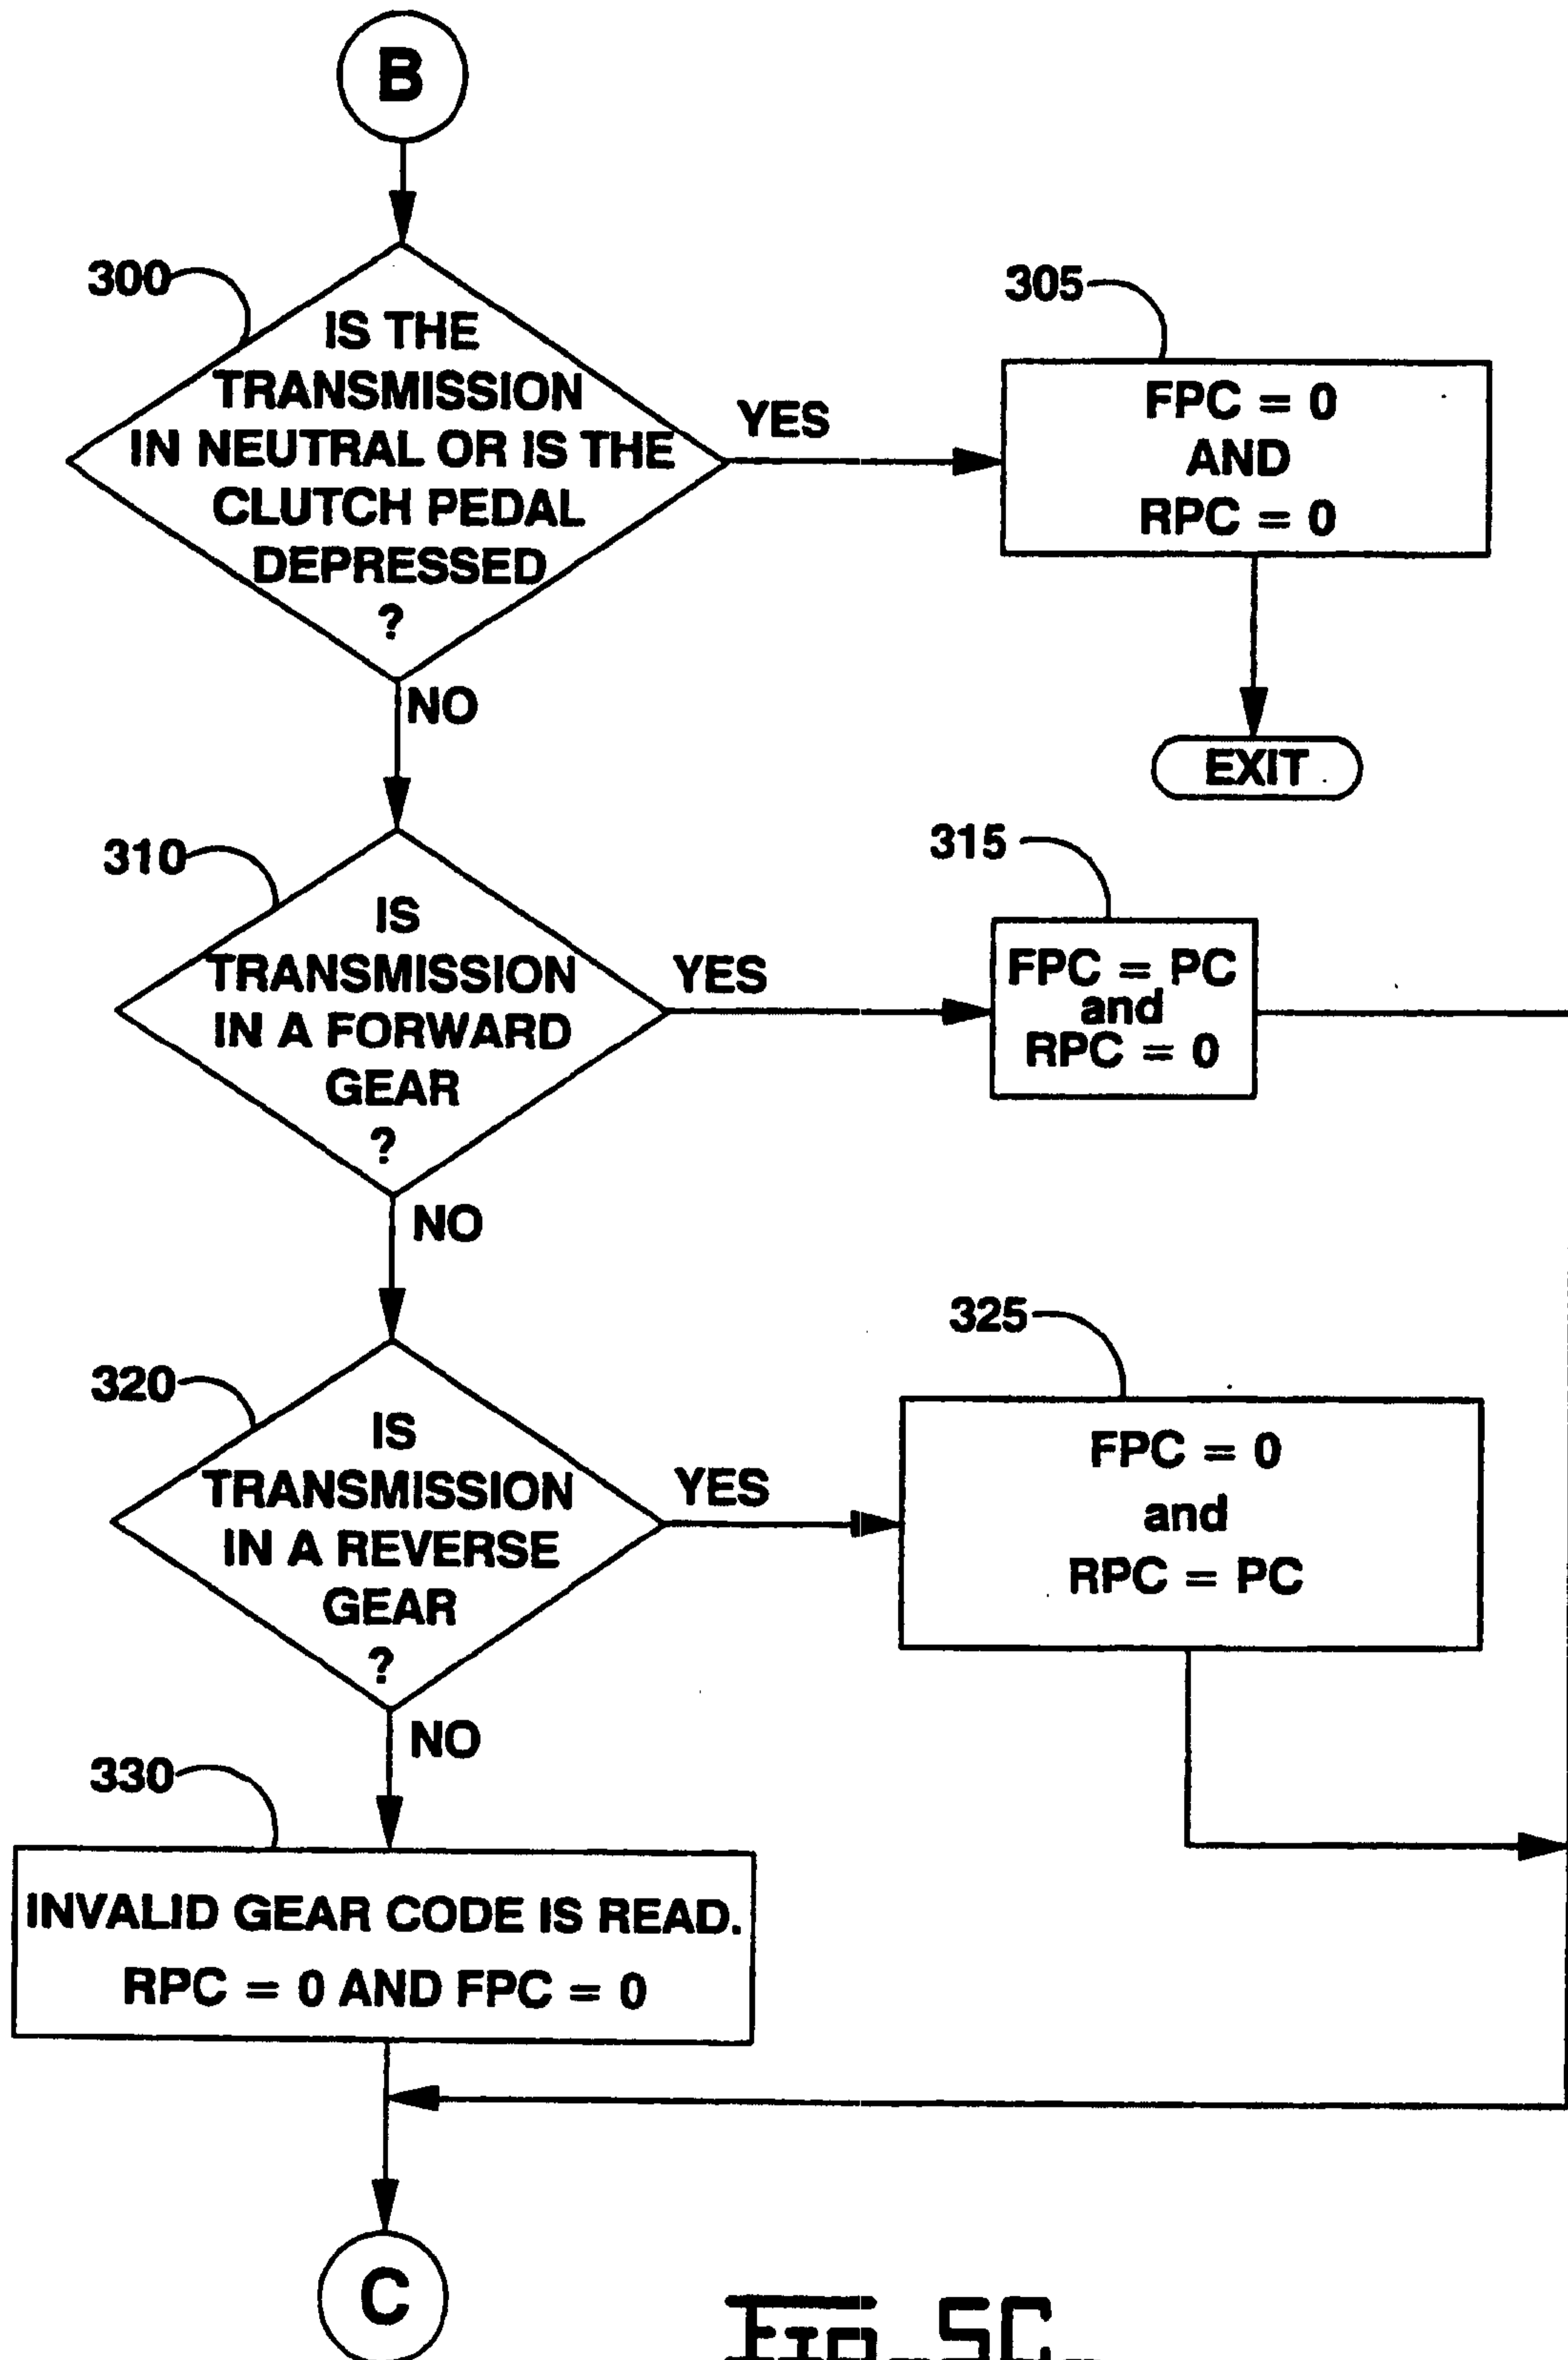 B
300
IS THE
TRANSMISSION
IN NEUTRAL OR IS THE
CLUTCH PEDAL
DEPRESSED
?
YES
305
FPC = 0
AND
RPC = 0
NO
EXIT
310
IS
TRANSMISSION
IN A FORWARD
GEAR
?
YES
315
FPC = PC
and
RPC = 0
NO
320
IS
TRANSMISSION
IN A REVERSE
GEAR
?
YES
325
FPC = 0
and
RPC = PC
NO
330
INVALID GEAR CODE IS READ.
RPC = 0 AND FPC = 0
C
FIG. 5C.